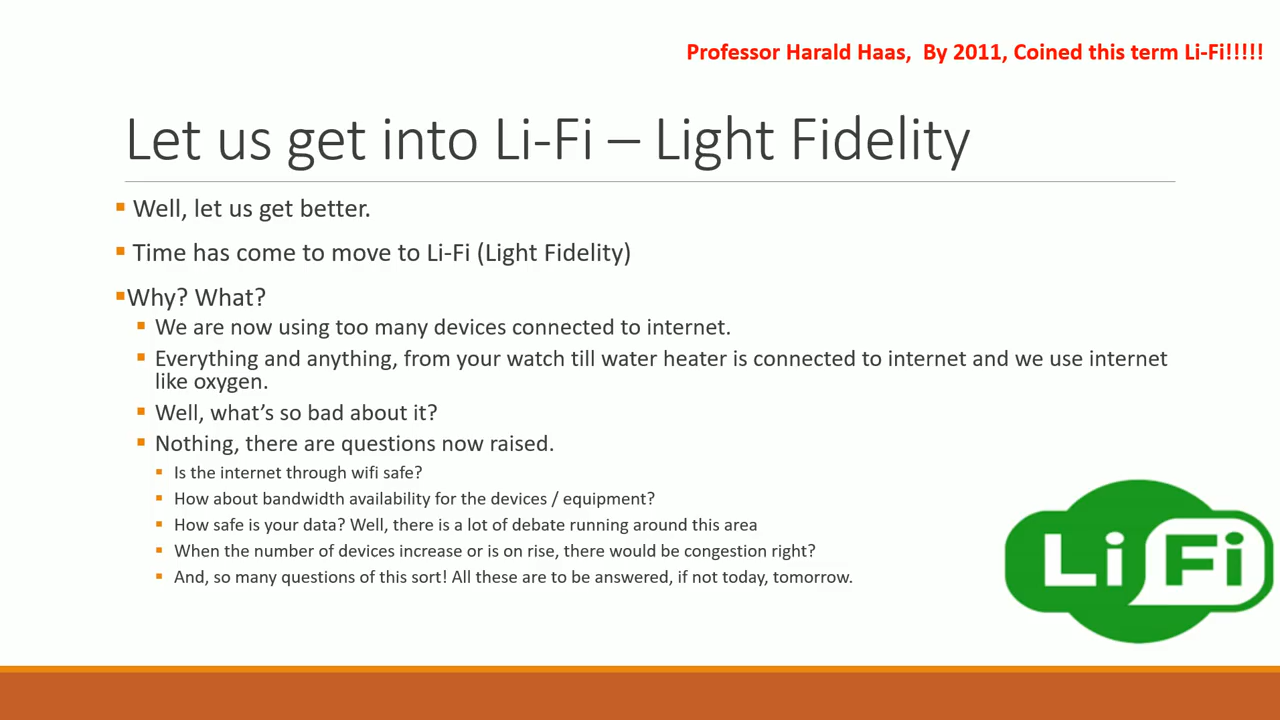 Professor Harald Haas,  By 2011, Coined this term Li-Fi!!!!!
Let us get into Li-Fi – Light Fidelity
Well, let us get better.
Time has come to move to Li-Fi (Light Fidelity)
Why? What?
We are now using too many devices connected to internet.
Everything and anything, from your watch till water heater is connected to internet and we use internet
like oxygen.
Well, what’s so bad about it?
Nothing, there are questions now raised.
Is the internet through wifi safe?
How about bandwidth availability for the devices / equipment?
How safe is your data? Well, there is a lot of debate running around this area
When the number of devices increase or is on rise, there would be congestion right?
And, so many questions of this sort! All these are to be answered, if not today, tomorrow.
Li Fi